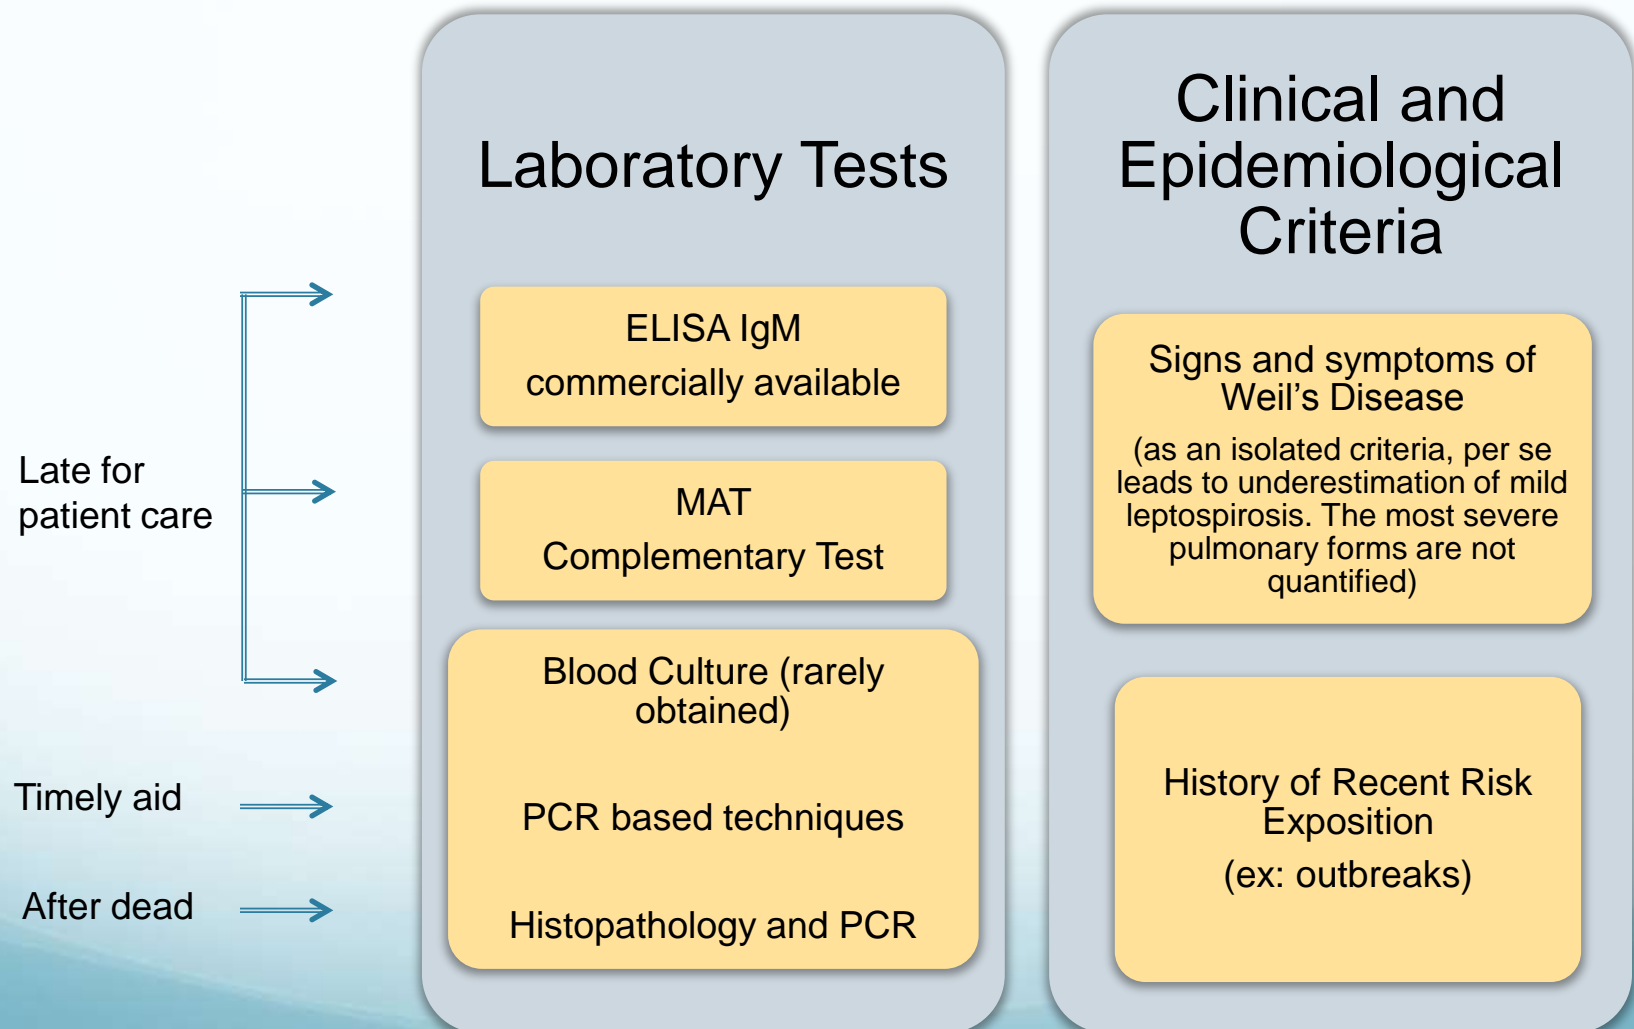 Laboratory Tests
ELISA IgM
commercially available
MAT
Complementary Test
Blood Culture (rarely
obtained)
PCR based techniques
Histopathology and PCR
Late for
patient care
Timely aid
After dead
Clinical and
Epidemiological
Criteria
Signs and symptoms of
Weil’s Disease
(as an isolated criteria, per se
leads to underestimation of mild
leptospirosis. The most severe
pulmonary forms are not
quantified)
History of Recent Risk
Exposition
(ex: outbreaks)